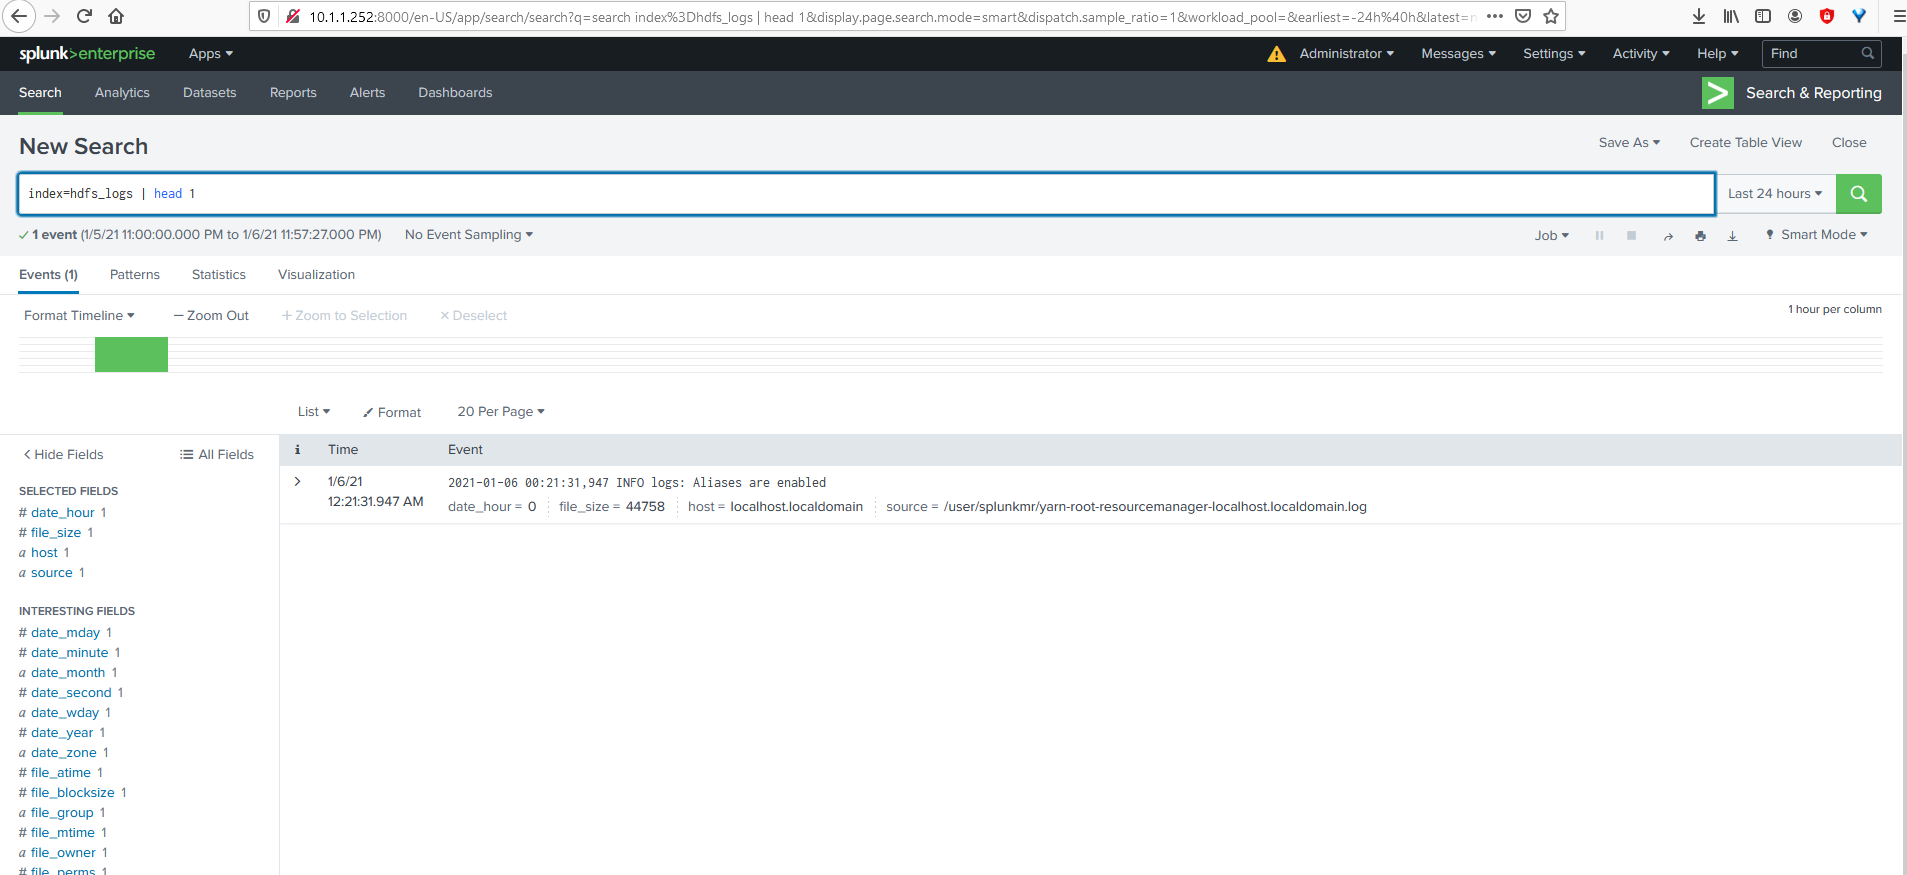 10.1.1.252:8000/en-US/app/search/search?q=search index%3Dhdfs_logs | head 1&display.page.search.mode=smart&dispatch.sample_ratio=1&workload_pool=&earliest=-24h%40h&latest=n
splunk>enterprise Apps Administrator Messages Settings Activity Help Find
Search Analytics Datasets Reports Alerts Dashboards Search & Reporting
New Search Save As Create Table View Close
index=hdfs_logs | head 1 Last 24 hours
✓ 1 event (1/5/21 11:00:00.000 PM to 1/6/21 11:57:27.000 PM) No Event Sampling Job Smart Mode
Events (1) Patterns Statistics Visualization
Format Timeline — Zoom Out + Zoom to Selection × Deselect 1 hour per column
List Format 20 Per Page
< Hide Fields All Fields i Time Event
SELECTED FIELDS
# date_hour 1
# file_size 1
a host 1
a source 1
> 1/6/21 2021-01-06 00:21:31,947 INFO logs: Aliases are enabled
12:21:31.947 AM date_hour = 0 file_size = 44758 host = localhost.localdomain source = /user/splunkmr/yarn-root-resourcemanager-localhost.localdomain.log
INTERESTING FIELDS
# date_mday 1
# date_minute 1
a date_month 1
# date_second 1
a date_wday 1
# date_year 1
a date_zone 1
# file_atime 1
# file_blocksize 1
a file_group 1
# file_mtime 1
a file_owner 1
# file_perms 1